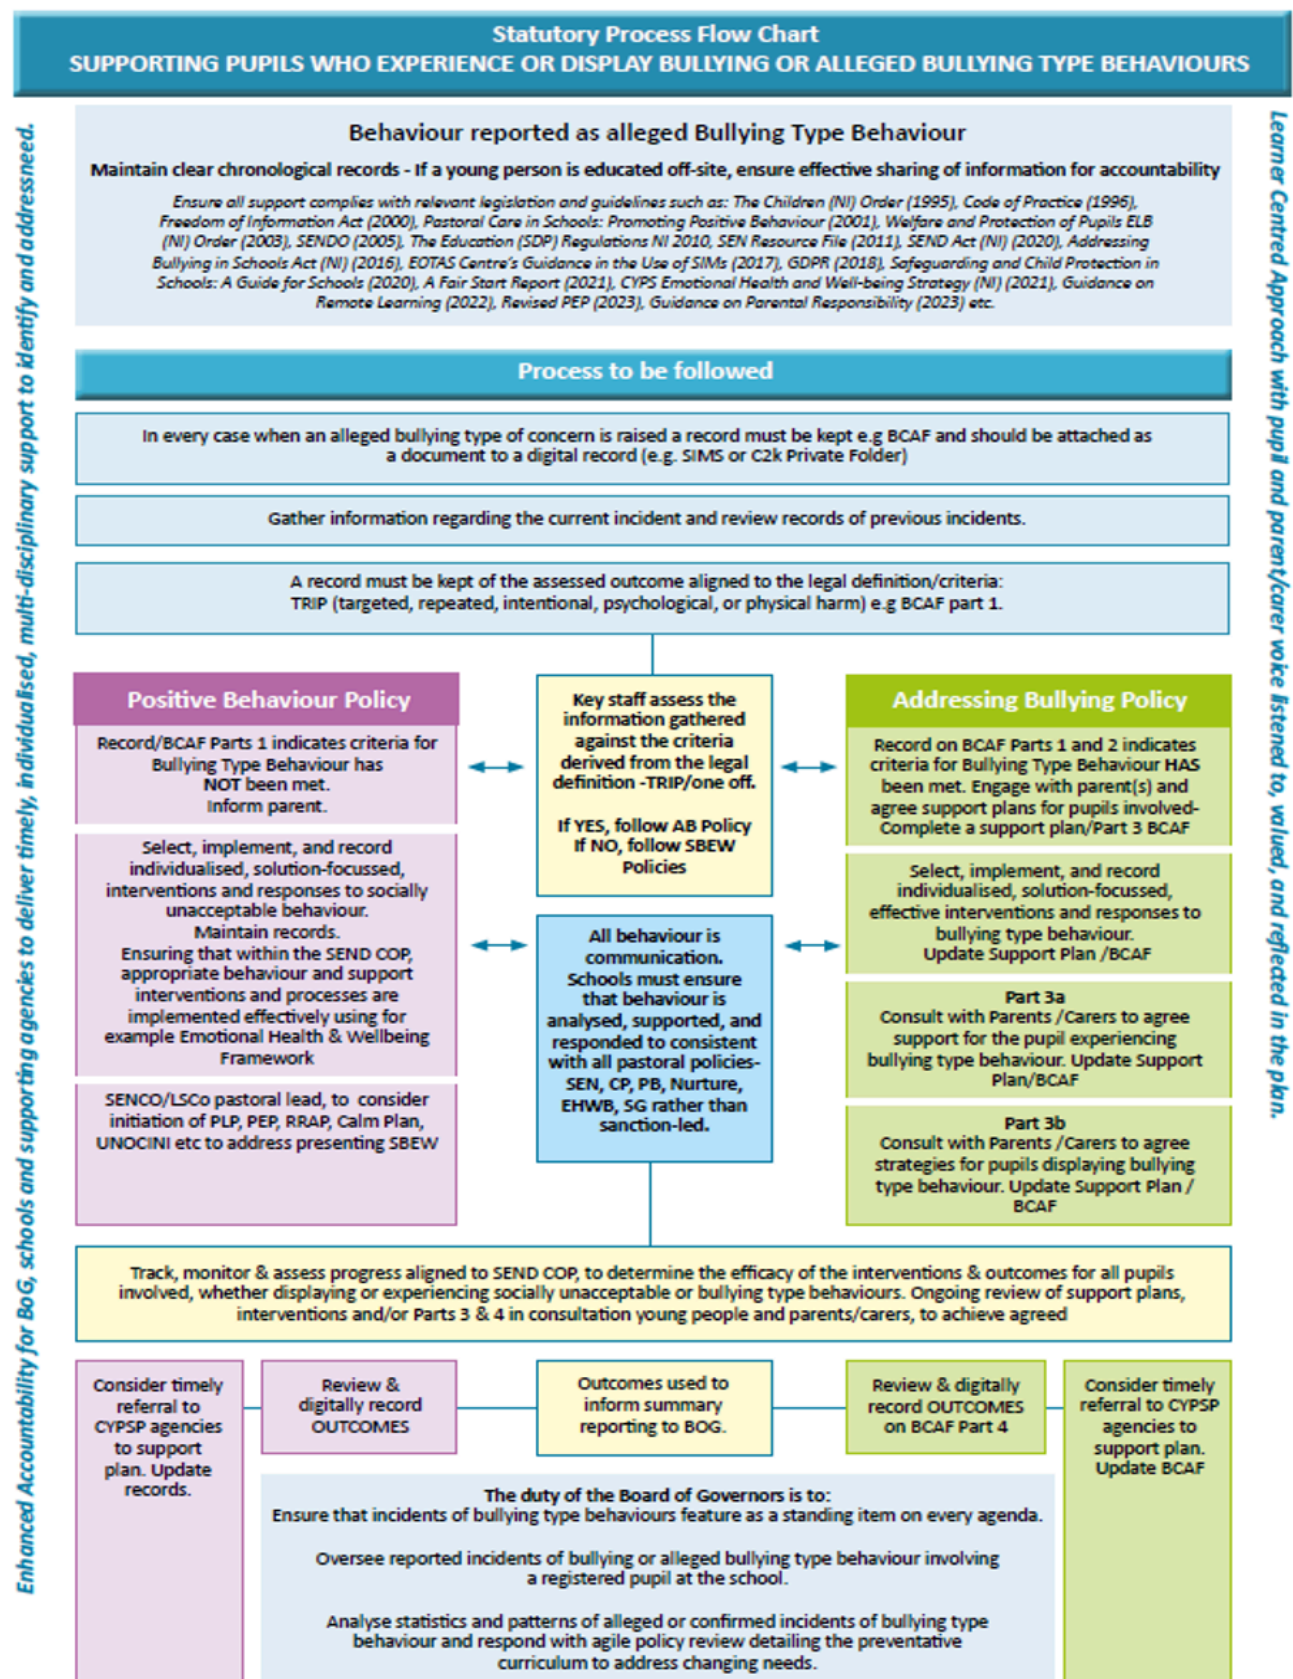 Statutory Process Flow Chart
SUPPORTING PUPILS WHO EXPERIENCE OR DISPLAY BULLYING OR ALLEGED BULLYING TYPE BEHAVIOURS
Enhanced Accountability for BoG, schools and supporting agencies to deliver timely, individualised, multi-disciplinary support to identify and address need.
Behaviour reported as alleged Bullying Type Behaviour
Maintain clear chronological records - If a young person is educated off-site, ensure effective sharing of information for accountability
Ensure all support complies with relevant legislation and guidelines such as: The Children (NI) Order (1995), Code of Practice (1996),
Freedom of Information Act (2000), Pastoral Care in Schools: Promoting Positive Behaviour (2001), Welfare and Protection of Pupils ELB
(NI) Order (2003), SENDO (2005), The Education (SDP) Regulations NI 2010, SEN Resource File (2011), SEND Act (NI) (2020), Addressing
Bullying in Schools Act (NI) (2016), EOTAS Centre's Guidance in the Use of SIMs (2017), GDPR (2018), Safeguarding and Child Protection in
Schools: A Guide for Schools (2020), A Fair Start Report (2021), CYPS Emotional Health and Well-being Strategy (NI) (2021), Guidance on
Remote Learning (2022), Revised PEP (2023), Guidance on Parental Responsibility (2023) etc.
Learner Centred Approach with pupil and parent/carer voice listened to, valued, and reflected in the plan.
Process to be followed
In every case when an alleged bullying type of concern is raised a record must be kept e.g BCAF and should be attached as
a document to a digital record (e.g. SIMS or C2k Private Folder)
Gather information regarding the current incident and review records of previous incidents.
A record must be kept of the assessed outcome aligned to the legal definition/criteria:
TRIP (targeted, repeated, intentional, psychological, or physical harm) e.g BCAF part 1.
Positive Behaviour Policy
Record/BCAF Parts 1 indicates criteria for
Bullying Type Behaviour has
NOT been met.
Inform parent.
Select, implement, and record
individualised, solution-focussed,
interventions and responses to socially
unacceptable behaviour.
Maintain records.
Ensuring that within the SEND COP,
appropriate behaviour and support
interventions and processes are
implemented effectively using for
example Emotional Health & Wellbeing
Framework
SENCO/LSCo pastoral lead, to consider
initiation of PLP, PEP, RRAP, Calm Plan,
UNOCINI etc to address presenting SBEW
Key staff assess the
information gathered
against the criteria
derived from the legal
definition -TRIP/one off.
If YES, follow AB Policy
If NO, follow SBEW
Policies
All behaviour is
communication.
Schools must ensure
that behaviour is
analysed, supported, and
responded to consistent
with all pastoral policies-
SEN, CP, PB, Nurture,
EHWB, SG rather than
sanction-led.
Addressing Bullying Policy
Record on BCAF Parts 1 and 2 indicates
criteria for Bullying Type Behaviour HAS
been met. Engage with parent(s) and
agree support plans for pupils involved-
Complete a support plan/Part 3 BCAF
Select, implement, and record
individualised, solution-focussed,
effective interventions and responses to
bullying type behaviour.
Update Support Plan /BCAF
Part 3a
Consult with Parents /Carers to agree
support for the pupil experiencing
bullying type behaviour. Update Support
Plan/BCAF
Part 3b
Consult with Parents /Carers to agree
strategies for pupils displaying bullying
type behaviour. Update Support Plan /
BCAF
Track, monitor & assess progress aligned to SEND COP, to determine the efficacy of the interventions & outcomes for all pupils
involved, whether displaying or experiencing socially unacceptable or bullying type behaviours. Ongoing review of support plans,
interventions and/or Parts 3 & 4 in consultation young people and parents/carers, to achieve agreed
Consider timely
referral to
CYPSP agencies
to support
plan. Update
records.
Review &
digitally record
OUTCOMES
Outcomes used to
inform summary
reporting to BOG.
Review & digitally
record OUTCOMES
on BCAF Part 4
Consider timely
referral to CYPSP
agencies to
support plan.
Update BCAF
The duty of the Board of Governors is to:
Ensure that incidents of bullying type behaviours feature as a standing item on every agenda.
Oversee reported incidents of bullying or alleged bullying type behaviour involving
a registered pupil at the school.
Analyse statistics and patterns of alleged or confirmed incidents of bullying type
behaviour and respond with agile policy review detailing the preventative
curriculum to address changing needs.